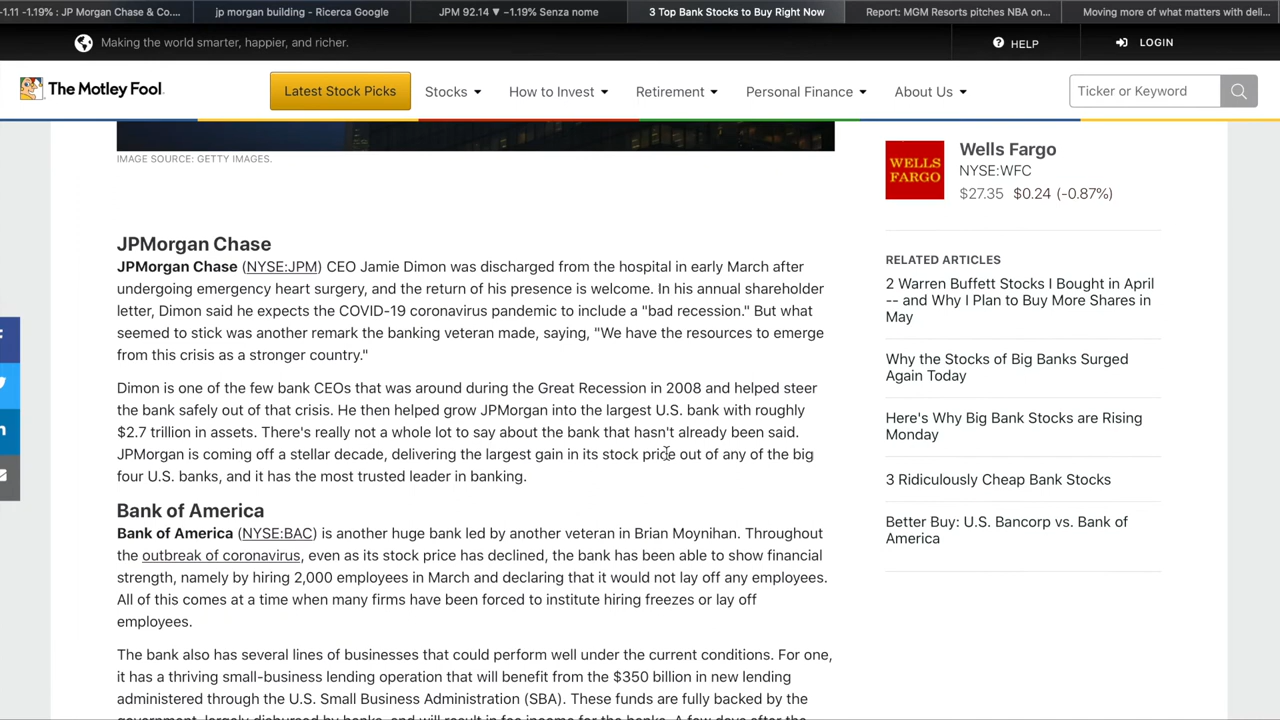 -1.11 -1.19% : JP Morgan Chase & Co....
jp morgan building - Ricerca Google
JPM 92.14 ▼ −1.19% Senza nome
3 Top Bank Stocks to Buy Right Now
Report: MGM Resorts pitches NBA on...
Moving more of what matters with deli...
Making the world smarter, happier, and richer.
HELP
LOGIN
The Motley Fool.
Latest Stock Picks
Stocks
How to Invest
Retirement
Personal Finance
About Us
Ticker or Keyword
IMAGE SOURCE: GETTY IMAGES.
JPMorgan Chase
JPMorgan Chase (NYSE:JPM) CEO Jamie Dimon was discharged from the hospital in early March after
undergoing emergency heart surgery, and the return of his presence is welcome. In his annual shareholder
letter, Dimon said he expects the COVID-19 coronavirus pandemic to include a "bad recession." But what
seemed to stick was another remark the banking veteran made, saying, "We have the resources to emerge
from this crisis as a stronger country."
Dimon is one of the few bank CEOs that was around during the Great Recession in 2008 and helped steer
the bank safely out of that crisis. He then helped grow JPMorgan into the largest U.S. bank with roughly
$2.7 trillion in assets. There's really not a whole lot to say about the bank that hasn't already been said.
JPMorgan is coming off a stellar decade, delivering the largest gain in its stock price out of any of the big
four U.S. banks, and it has the most trusted leader in banking.
Bank of America
Bank of America (NYSE:BAC) is another huge bank led by another veteran in Brian Moynihan. Throughout
the outbreak of coronavirus, even as its stock price has declined, the bank has been able to show financial
strength, namely by hiring 2,000 employees in March and declaring that it would not lay off any employees.
All of this comes at a time when many firms have been forced to institute hiring freezes or lay off
employees.
The bank also has several lines of businesses that could perform well under the current conditions. For one,
it has a thriving small-business lending operation that will benefit from the $350 billion in new lending
administered through the U.S. Small Business Administration (SBA). These funds are fully backed by the
government, largely disbursed by banks, and will result in fee income for the banks. A few days after the
WELLS
FARGO
Wells Fargo
NYSE:WFC
$27.35 $0.24 (-0.87%)
RELATED ARTICLES
2 Warren Buffett Stocks I Bought in April
-- and Why I Plan to Buy More Shares in
May
Why the Stocks of Big Banks Surged
Again Today
Here's Why Big Bank Stocks are Rising
Monday
3 Ridiculously Cheap Bank Stocks
Better Buy: U.S. Bancorp vs. Bank of
America